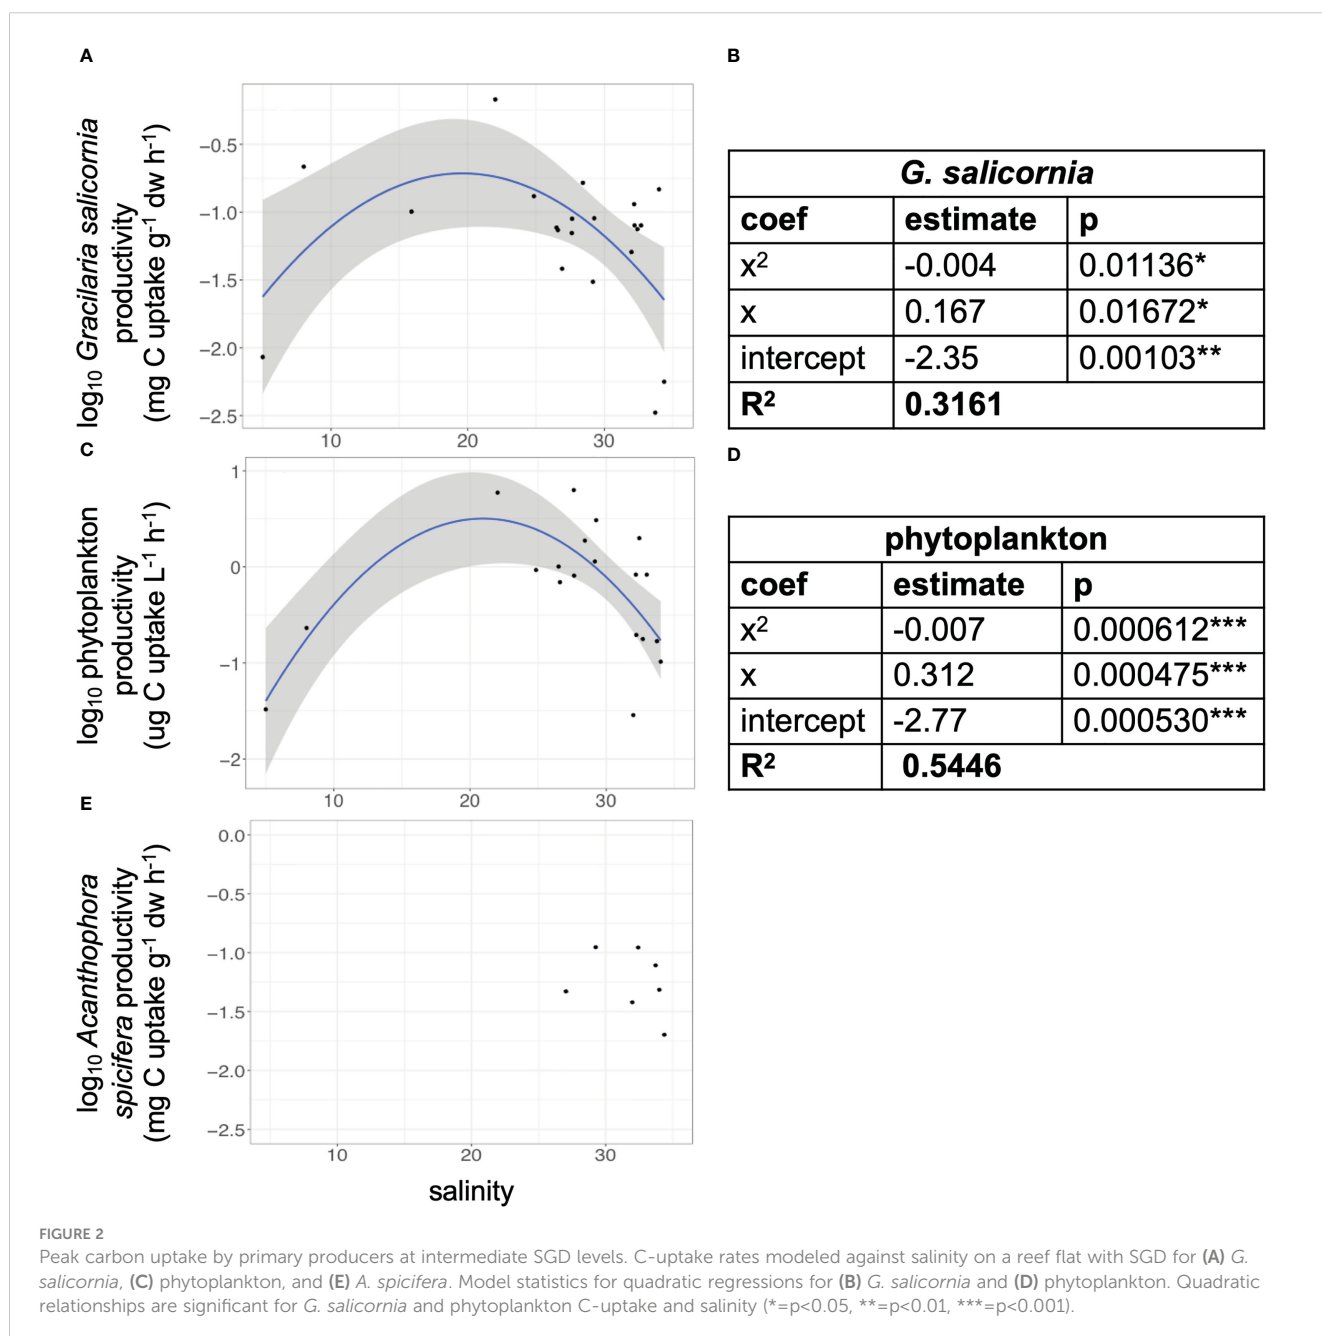 A
log₁₀ Gracilaria salicornia
productivity
(mg C uptake g⁻¹ dw h⁻¹)
−0.5
−1.0
−1.5
−2.0
−2.5
10 20 30
B
G. salicornia
coef estimate p
x² -0.004 0.01136*
x 0.167 0.01672*
intercept -2.35 0.00103**
R² 0.3161
C
log₁₀ phytoplankton
productivity
(ug C uptake L⁻¹ h⁻¹)
1
0
−1
−2
10 20 30
D
phytoplankton
coef estimate p
x² -0.007 0.000612***
x 0.312 0.000475***
intercept -2.77 0.000530***
R² 0.5446
E
log₁₀ Acanthophora
spicifera productivity
(mg C uptake g⁻¹ dw h⁻¹)
0.0
−0.5
−1.0
−1.5
−2.0
−2.5
10 20 30
salinity
FIGURE 2
Peak carbon uptake by primary producers at intermediate SGD levels. C-uptake rates modeled against salinity on a reef flat with SGD for (A) G.
salicornia, (C) phytoplankton, and (E) A. spicifera. Model statistics for quadratic regressions for (B) G. salicornia and (D) phytoplankton. Quadratic
relationships are significant for G. salicornia and phytoplankton C-uptake and salinity (*=p<0.05, **=p<0.01, ***=p<0.001).